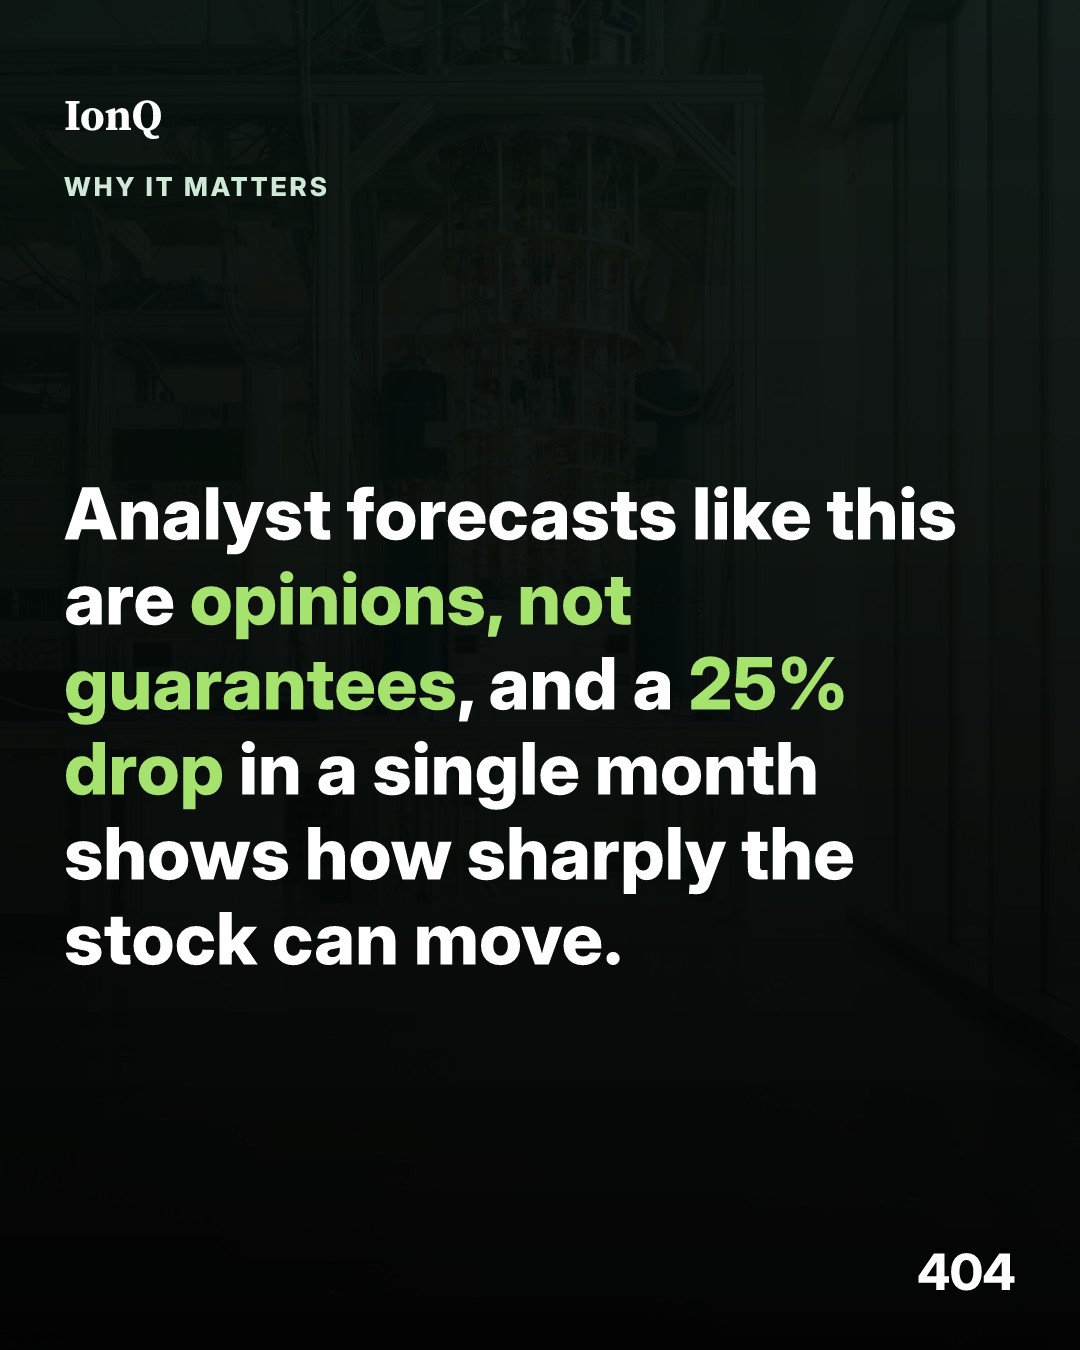 IonQ
WHY IT MATTERS
Analyst forecasts like this
are opinions, not
guarantees, and a 25%
drop in a single month
shows how sharply the
stock can move.
404